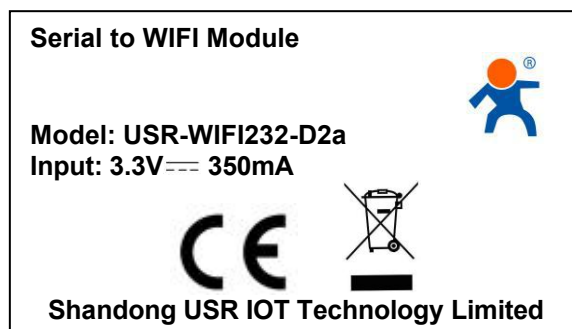 Serial to WIFI Module
®
Model: USR-WIFI232-D2a
Input: 3.3V⎓ 350mA
CE
Shandong USR IOT Technology Limited